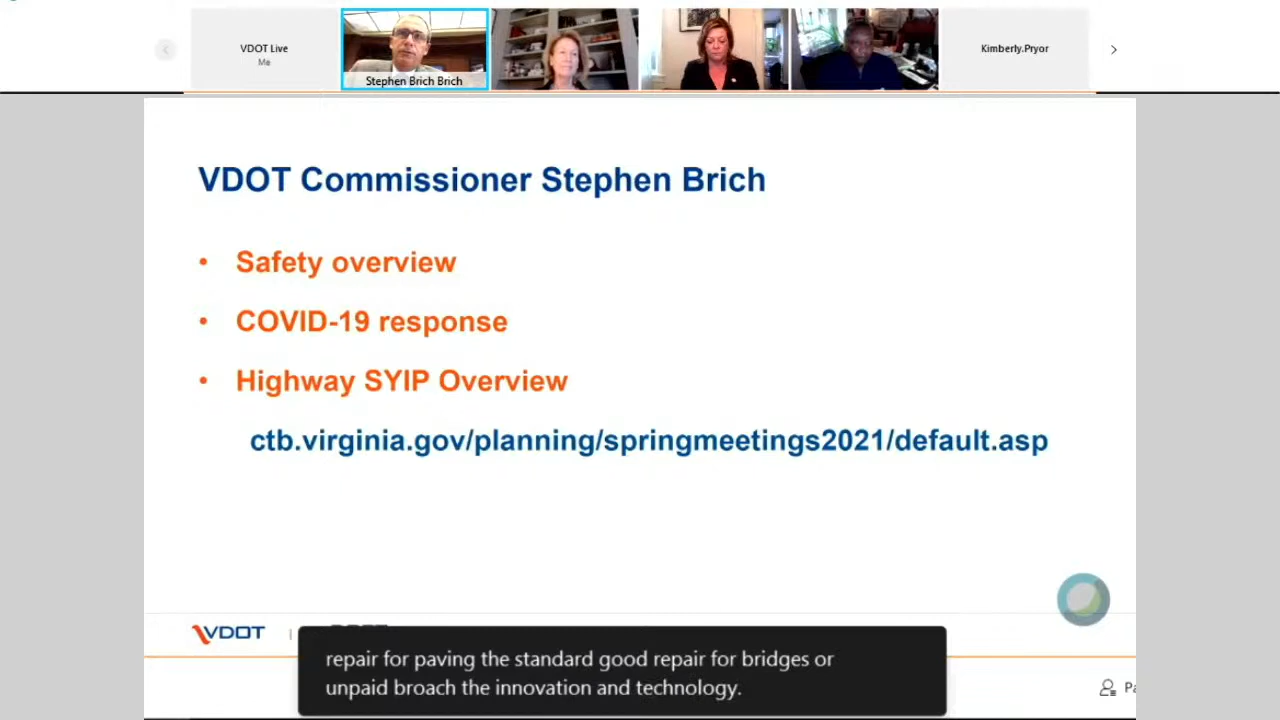 VDOT Live
Me
Stephen Brich Brich
Kimberly.Pryor
VDOT Commissioner Stephen Brich
• Safety overview
• COVID-19 response
• Highway SYIP Overview
ctb.virginia.gov/planning/springmeetings2021/default.asp
VDOT
repair for paving the standard good repair for bridges or
unpaid broach the innovation and technology.